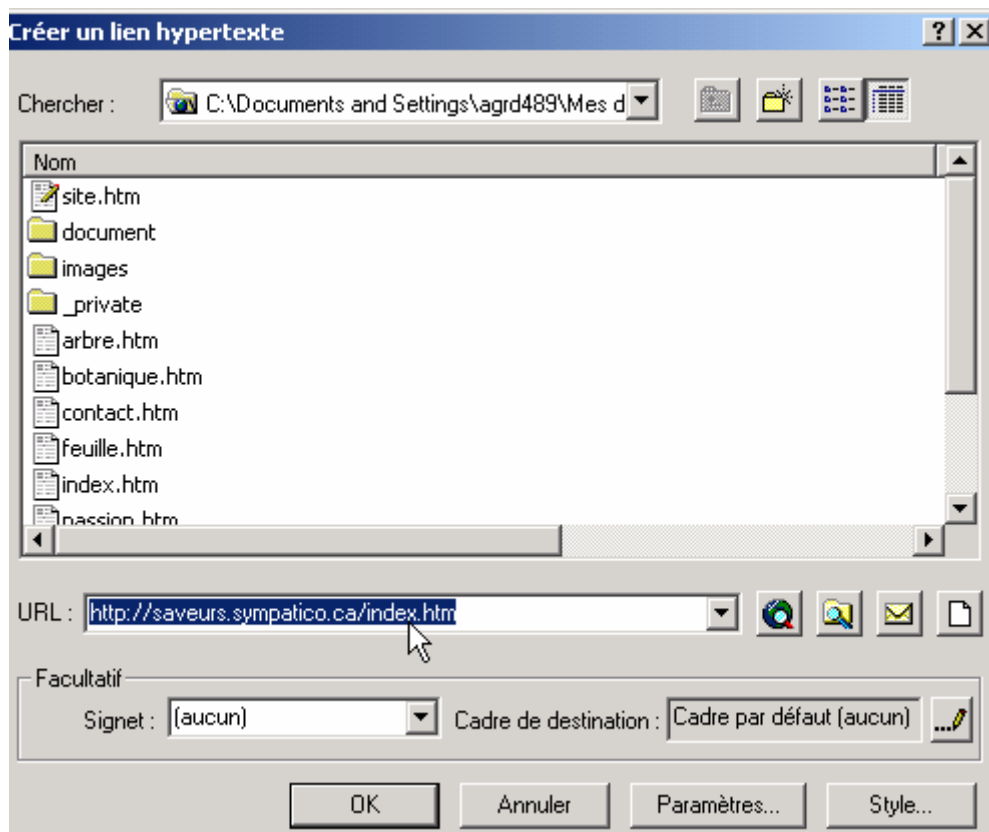 Créer un lien hypertexte
Chercher : C:\Documents and Settings\agrd489\Mes d
Nom
site.htm
document
images
_private
arbre.htm
botanique.htm
contact.htm
feuille.htm
index.htm
passion.htm
URL : http://saveurs.sympatico.ca/index.htm
Facultatif
Signet : (aucun) Cadre de destination : Cadre par défaut (aucun)
OK Annuler Paramètres... Style...